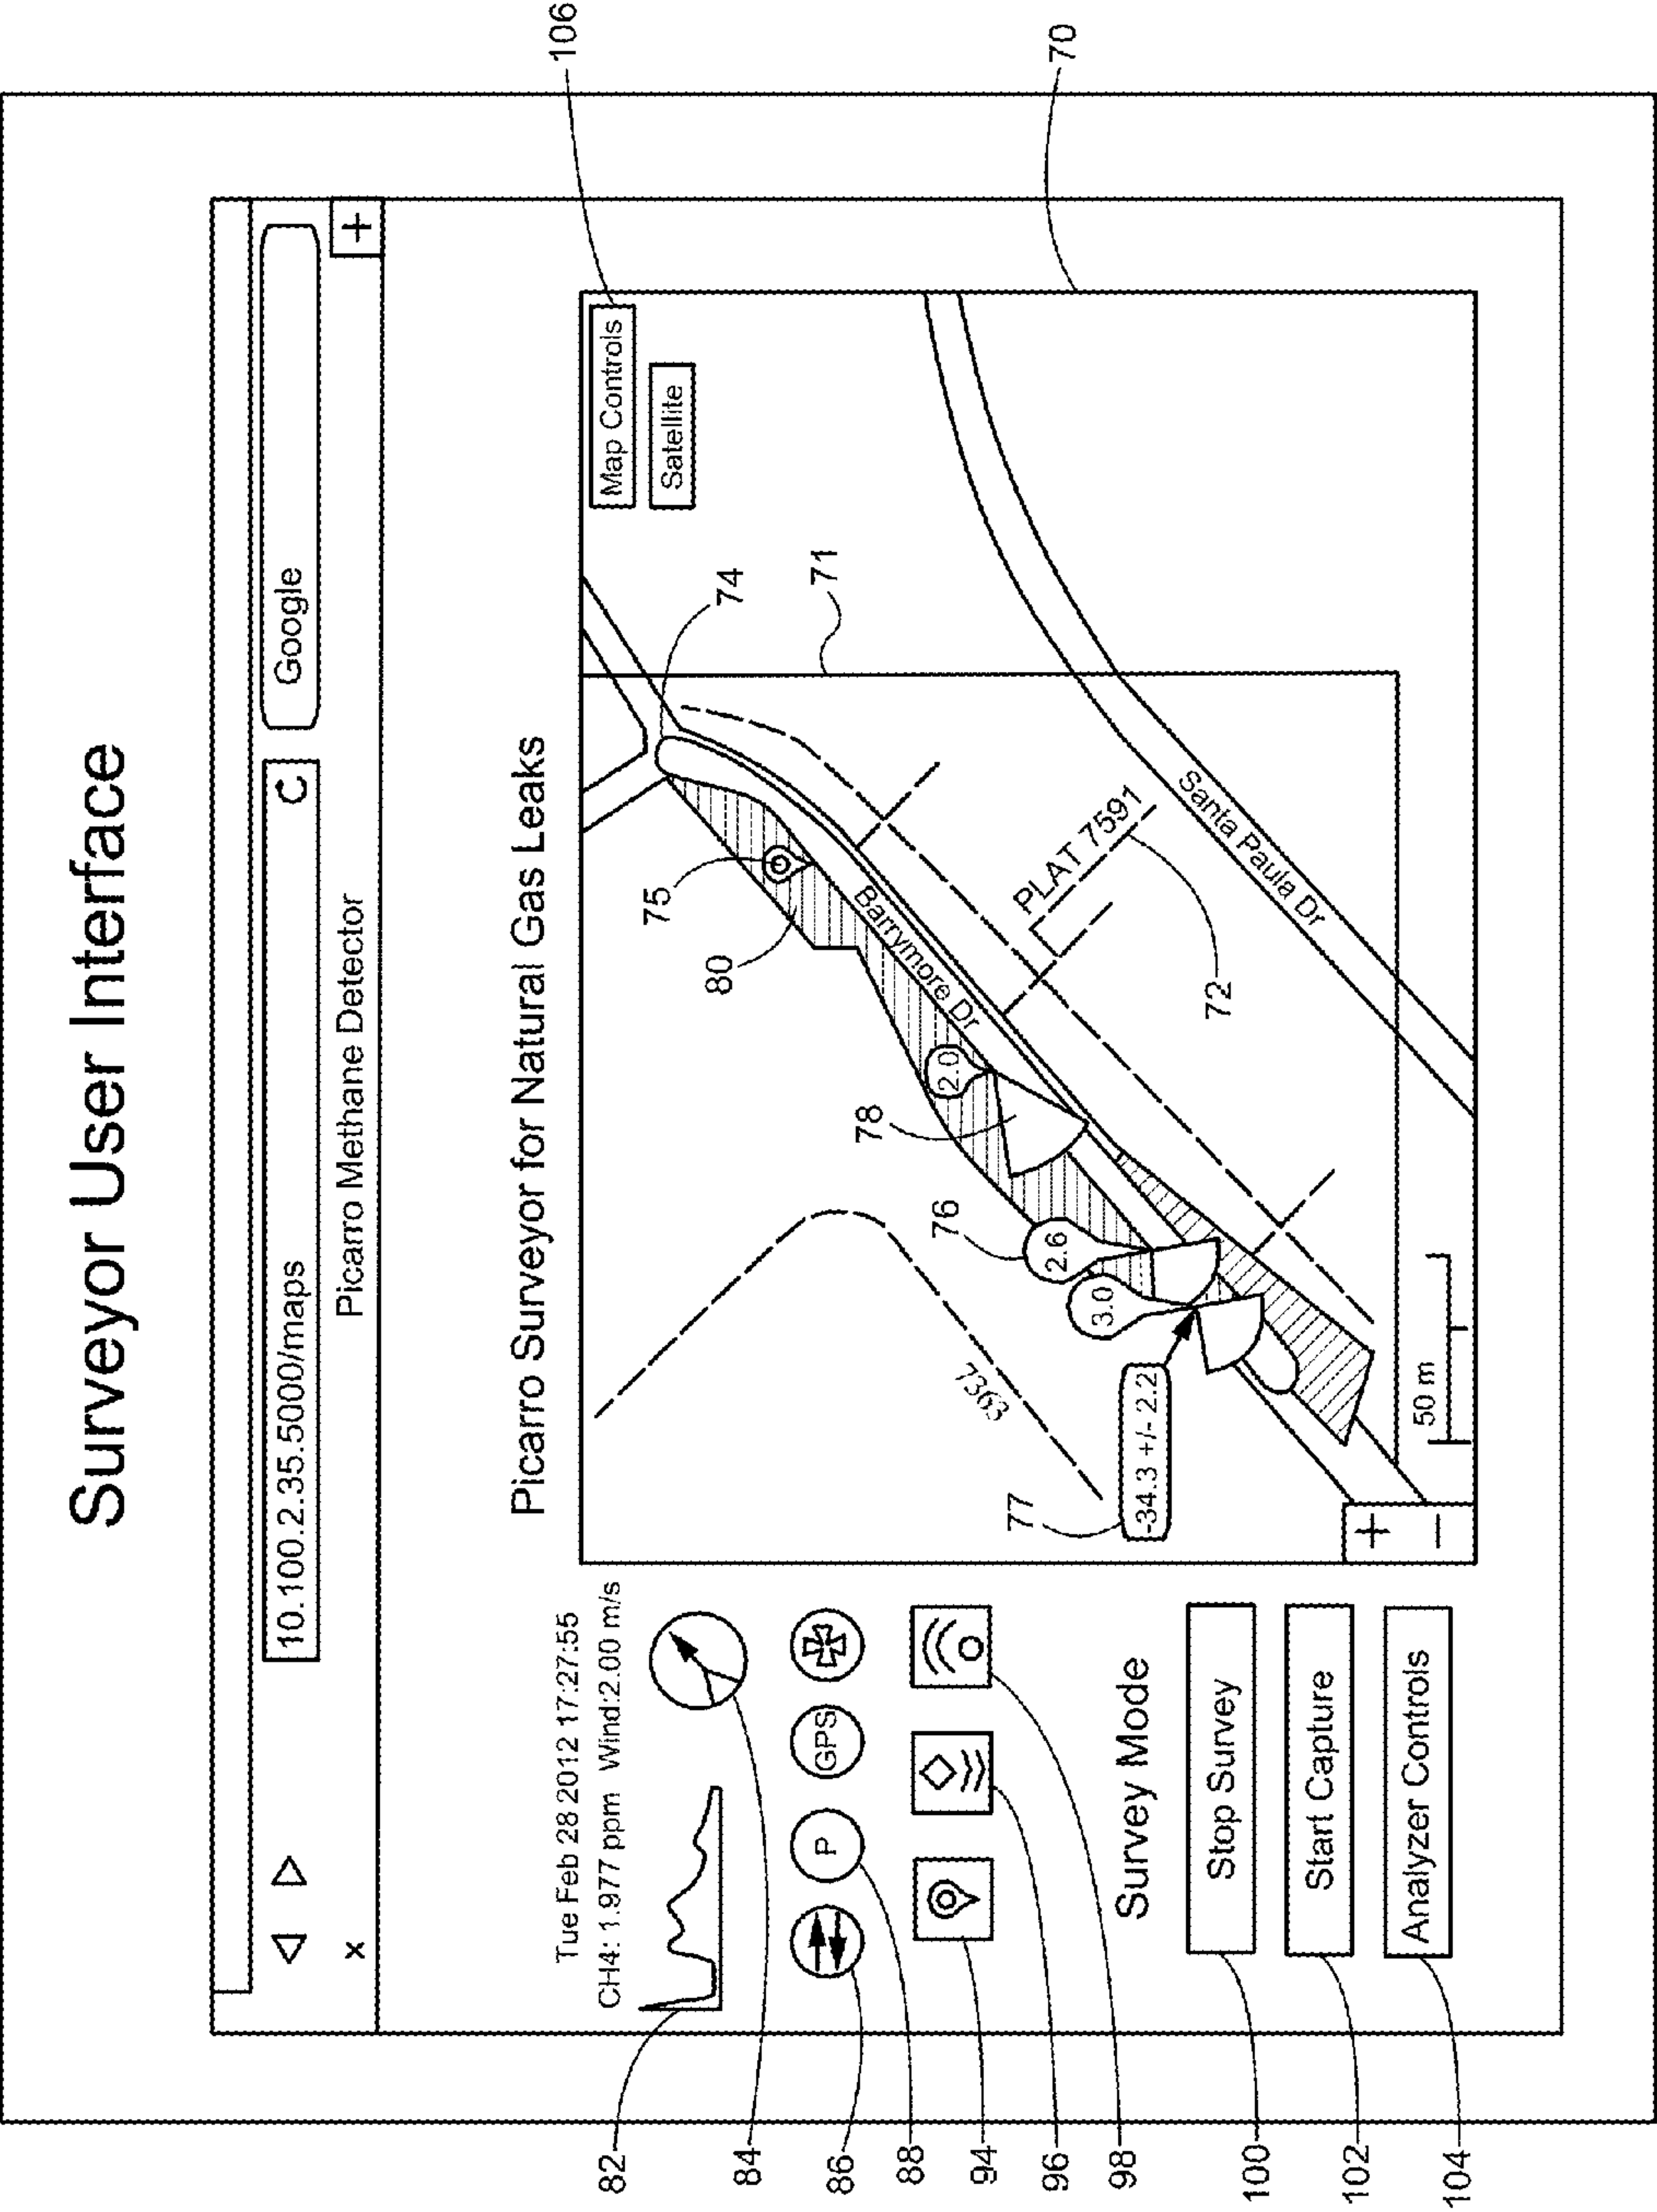 Surveyor User Interface
10.100.2.35.5000/maps
C
Google
x
Picarro Methane Detector
+
Picarro Surveyor for Natural Gas Leaks
Tue Feb 28 2012 17:27:55
CH4: 1.977 ppm Wind:2.00 m/s
P
GPS
Survey Mode
Stop Survey
Start Capture
Analyzer Controls
Map Controls
Satellite
Barrymore Dr
PLAT 7591
Santa Paula Dr
7363
2.0
2.6
3.0
-34.3 +/- 2.2
50 m
+
−
82
84
86
88
94
96
98
100
102
104
106
70
71
72
74
75
76
77
78
80